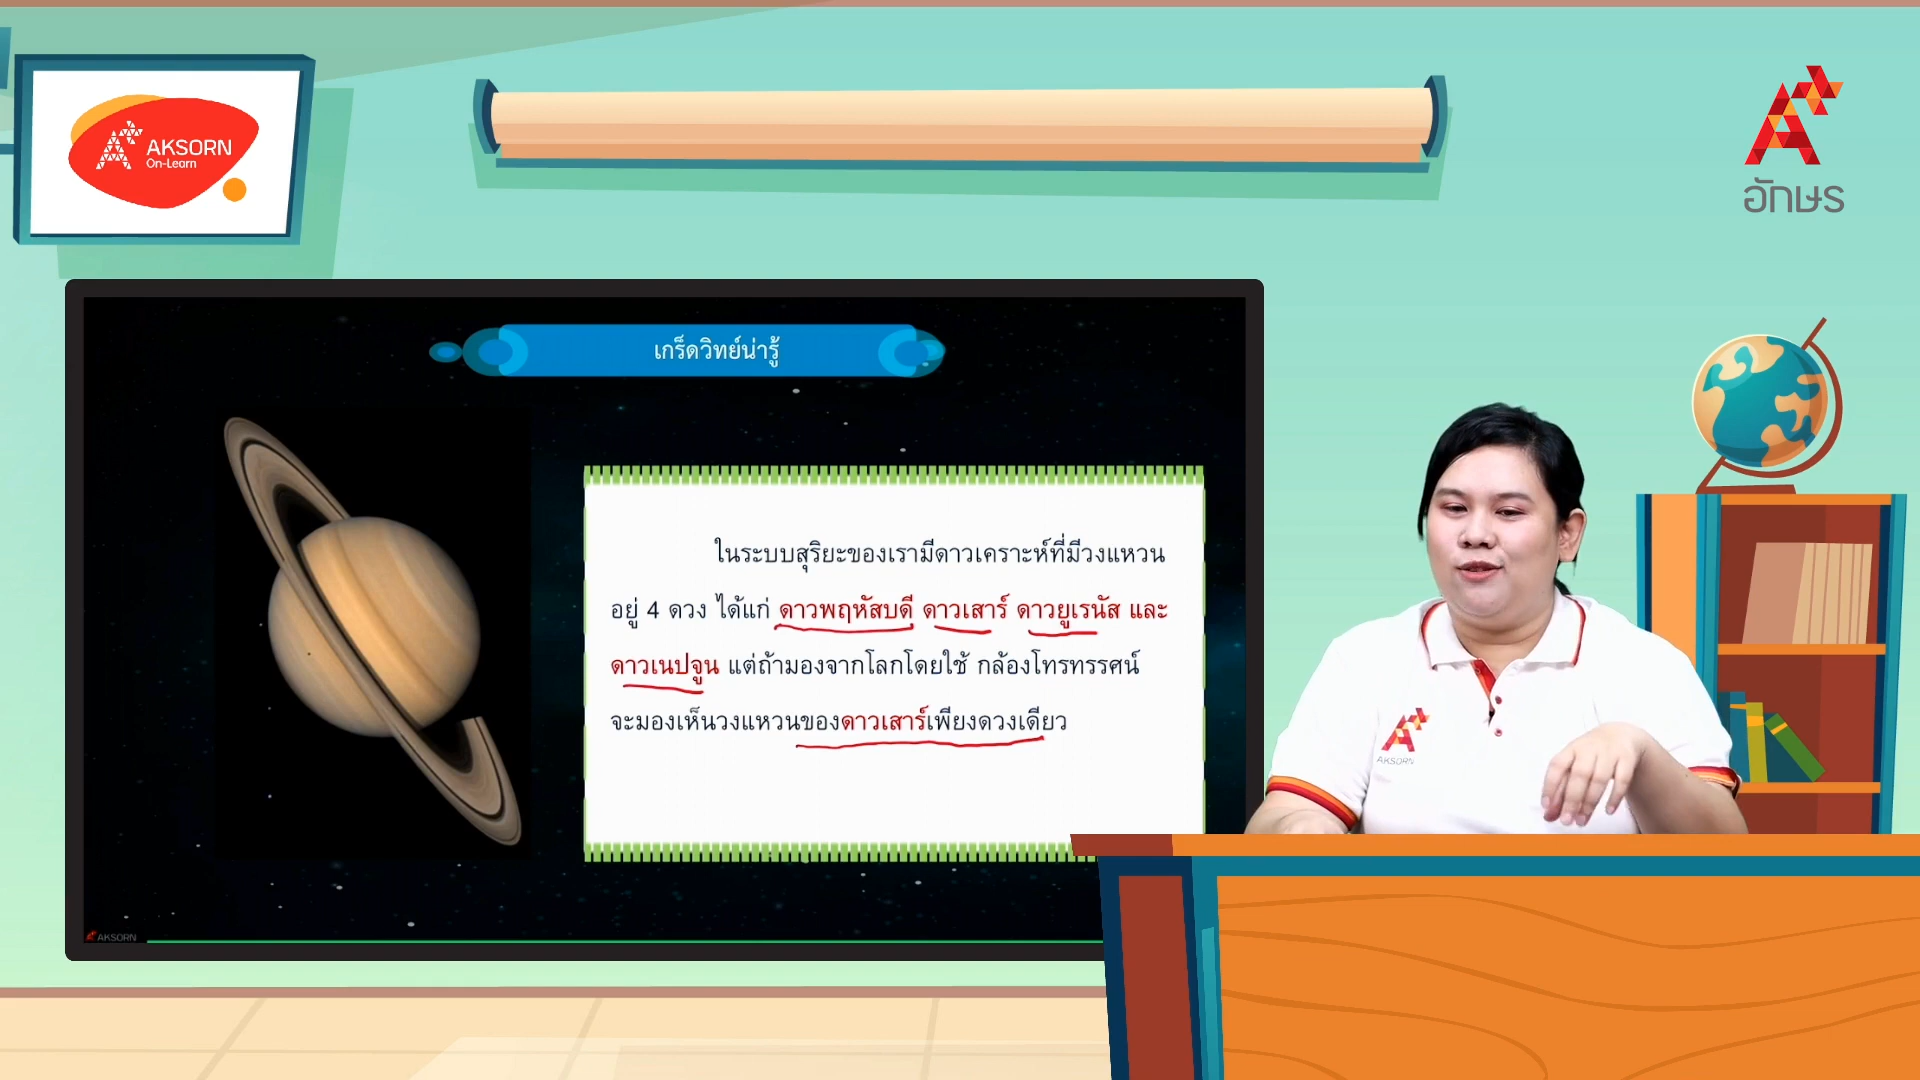 AKSORN
On-Learn
อักษร
เกร็ดวิทย์น่ารู้
ในระบบสุริยะของเรามีดาวเคราะห์ที่มีวงแหวน
อยู่ 4 ดวง ได้แก่ ดาวพฤหัสบดี ดาวเสาร์ ดาวยูเรนัส และ
ดาวเนปจูน แต่ถ้ามองจากโลกโดยใช้ กล้องโทรทรรศน์
จะมองเห็นวงแหวนของดาวเสาร์เพียงดวงเดียว
AKSORN
AKSORN